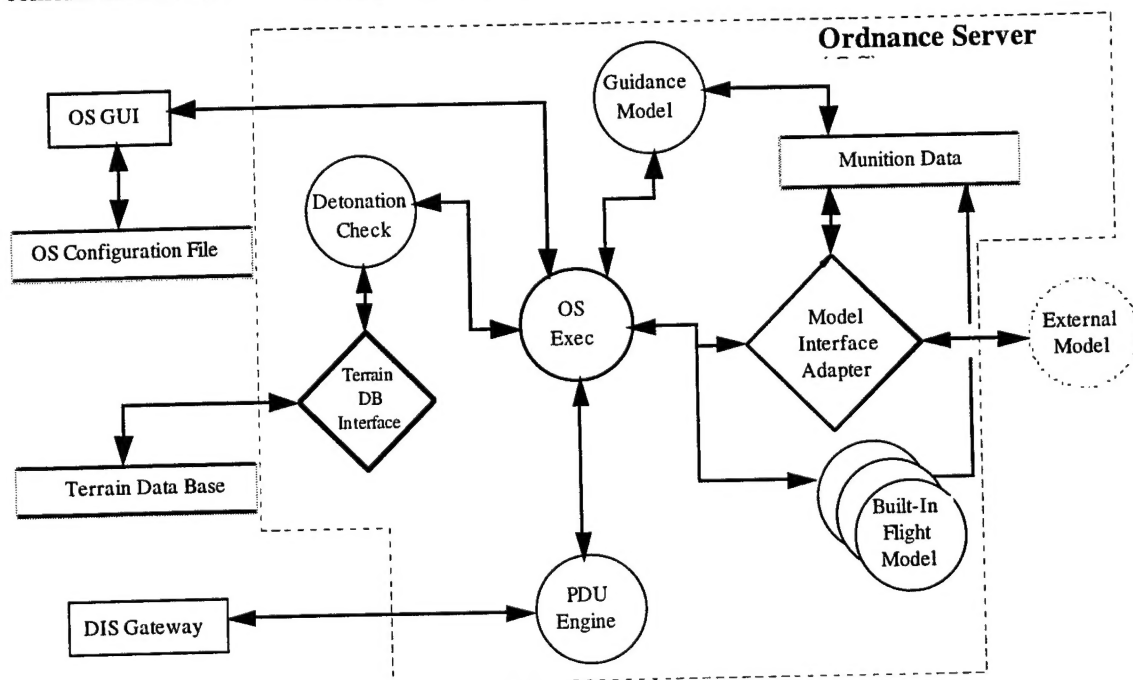 Ordnance Server
Guidance
Model
OS GUI
Munition Data
Detonation
Check
OS Configuration File
OS
Exec
Model
Interface
Adapter
External
Model
Terrain
DB
Interface
Terrain Data Base
Built-In
Flight
Model
PDU
Engine
DIS Gateway